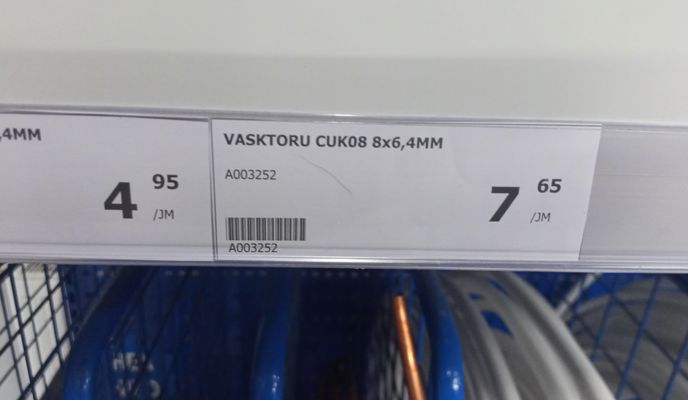 ,4MM
4 95
/JM
VASKTORU CUK08 8x6,4MM
A003252
7 65
/JM
A003252